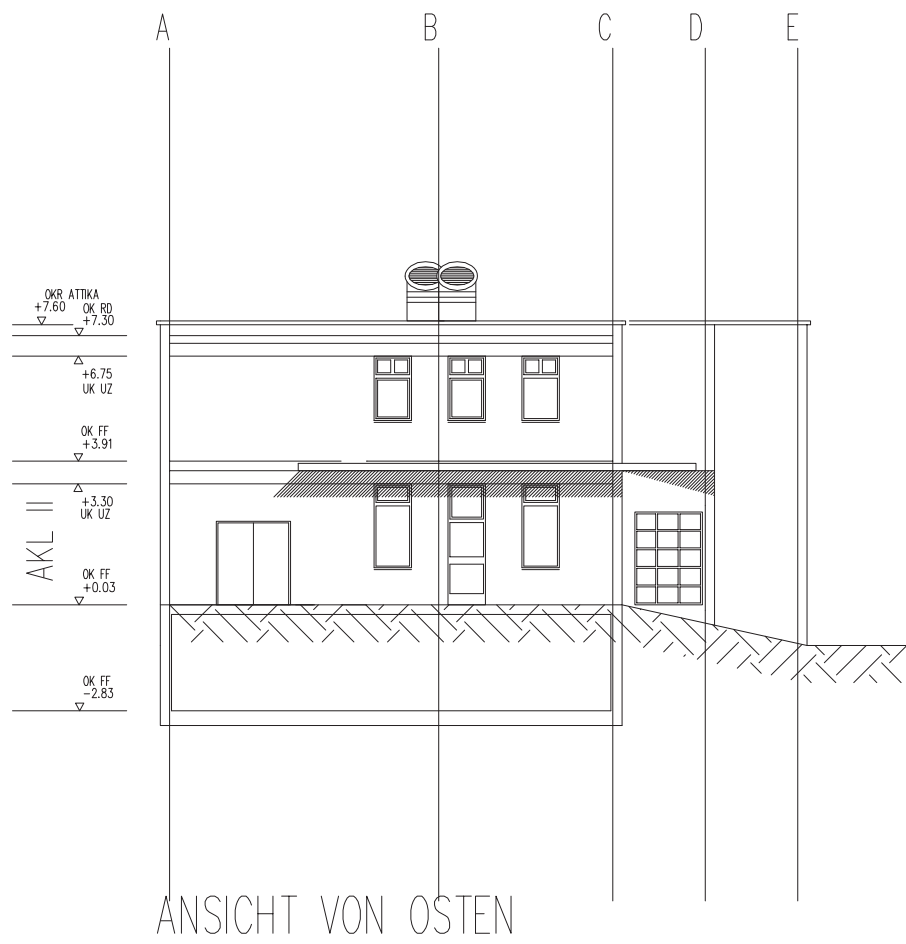 A B C D E
OKR ATTIKA
+7.60
OK RD
+7.30
+6.75
UK UZ
OK FF
+3.91
+3.30
UK UZ
AKL II
OK FF
+0.03
OK FF
-2.83
ANSICHT VON OSTEN